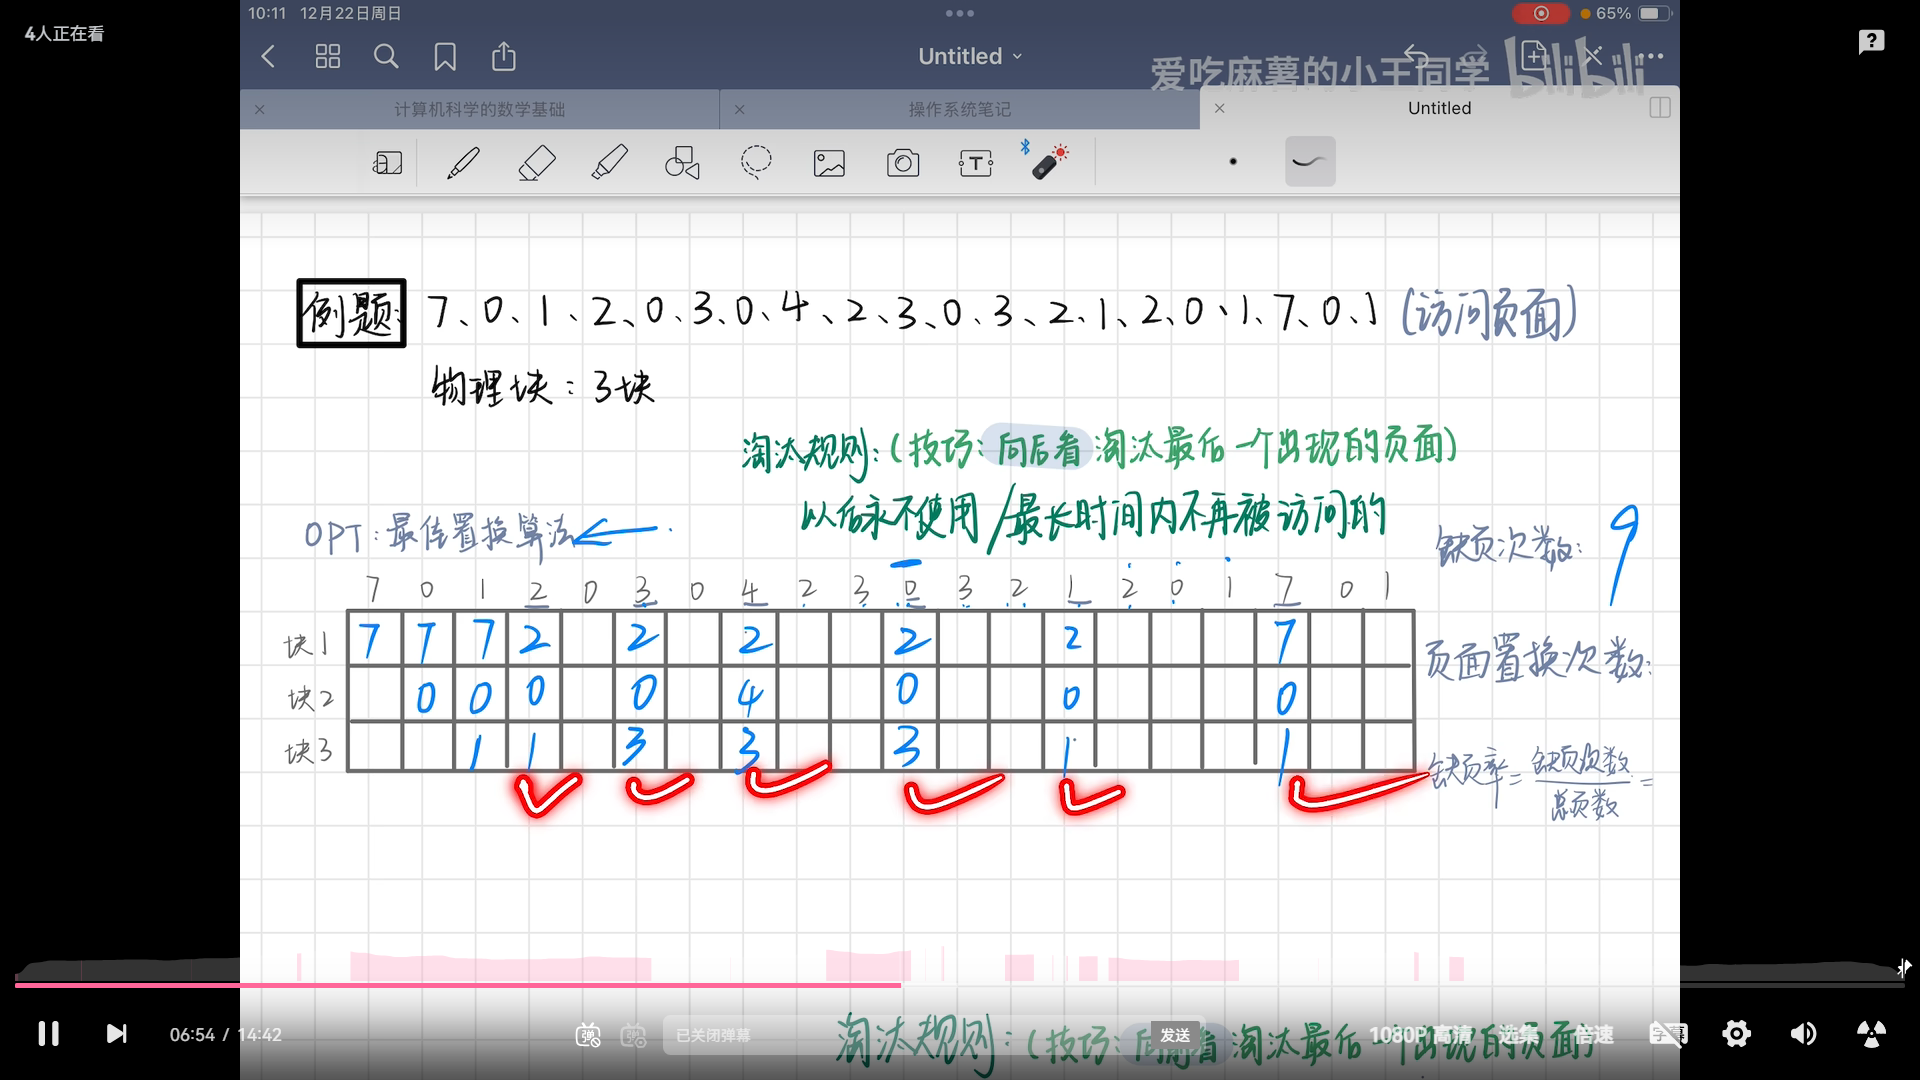 4人正在看
10:11 12月22日周日
65%
Untitled
爱吃麻薯的小王同学 bilibili
计算机科学的数学基础
操作系统笔记
Untitled
例题: 7、0、1、2、0、3、0、4、2、3、0、3、2、1、2、0、1、7、0、1 (访问页面)
物理块:3块
淘汰规则:(技巧:向后看 淘汰最后一个出现的页面)
以后永不使用/最长时间内不再被访问的
OPT:最佳置换算法
缺页次数: 9
7 0 1 2 0 3 0 4 2 3 0 3 2 1 2 0 1 7 0 1
块1 7 7 7 2 2 2 2 2 7
页面置换次数:
块2 0 0 0 0 4 0 0 0
块3 1 1 3 3 3 1 1
缺页率=缺页次数/总页数=
06:54 / 14:42
已关闭弹幕
发送
1080P 高清
选集
倍速
字幕
淘汰规则:(技巧:向前看 淘汰最后一个出现的页面)